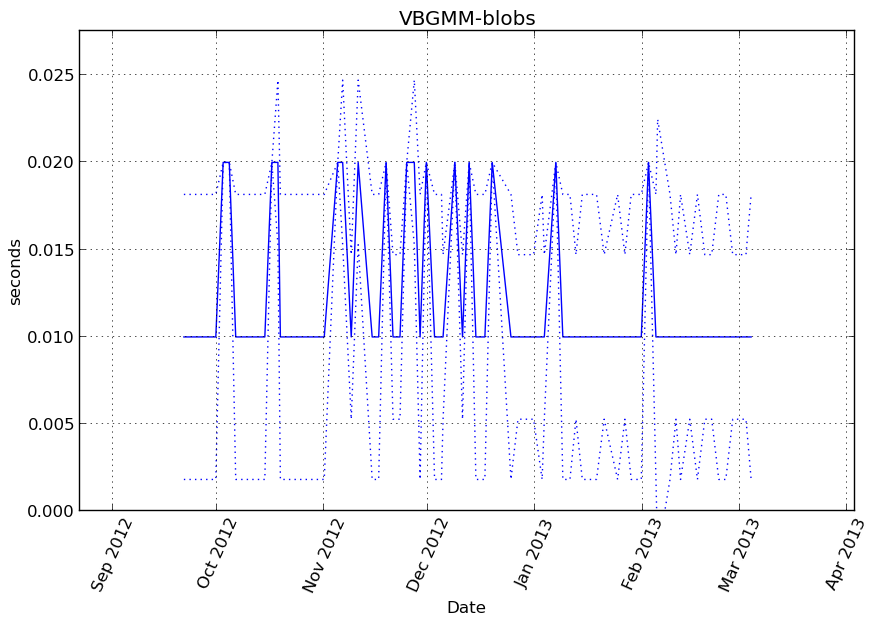 VBGMM-blobs
0.025
0.020
0.015
0.010
0.005
0.000
seconds
Sep 2012
Oct 2012
Nov 2012
Dec 2012
Jan 2013
Feb 2013
Mar 2013
Apr 2013
Date